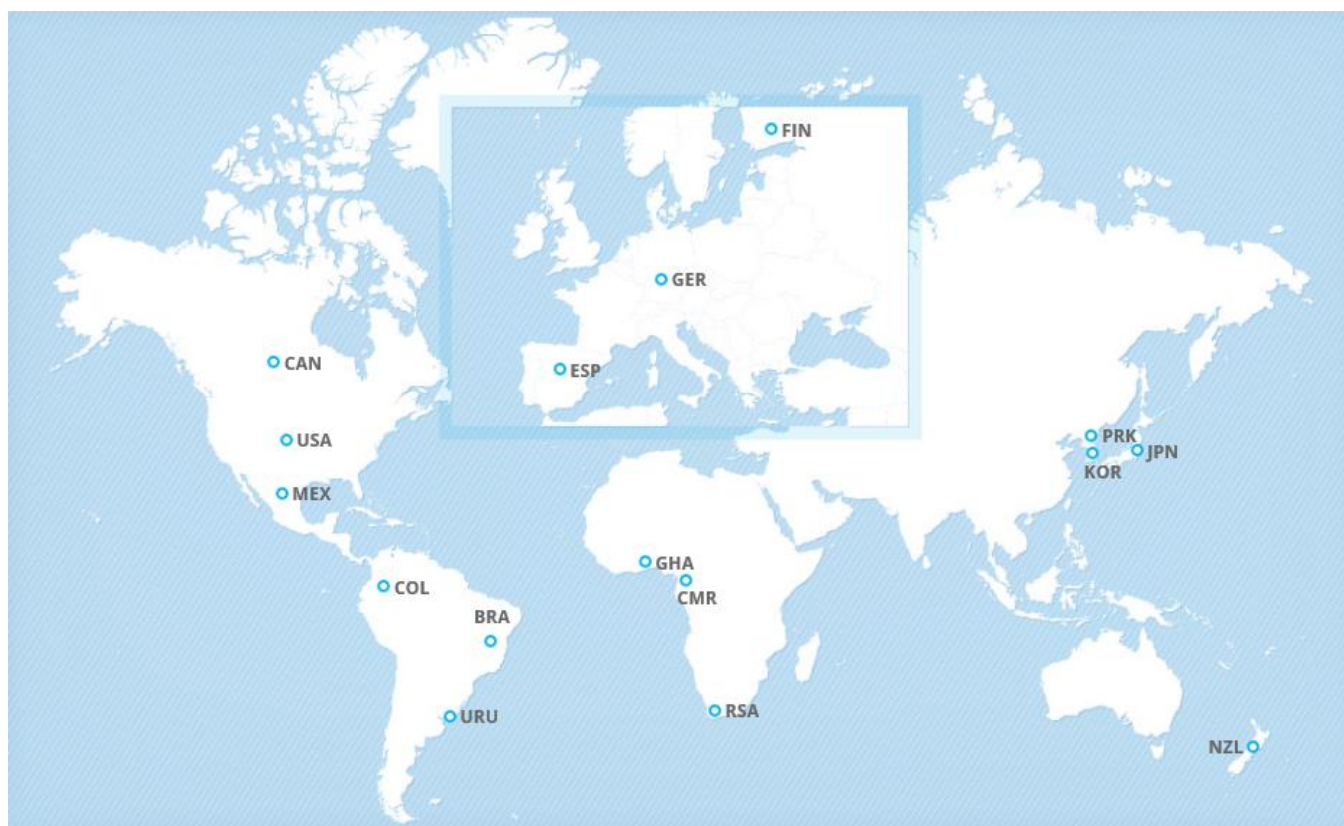 FIN
GER
CAN
ESP
USA
PRK
JPN
KOR
MEX
GHA
COL
CMR
BRA
RSA
URU
NZL